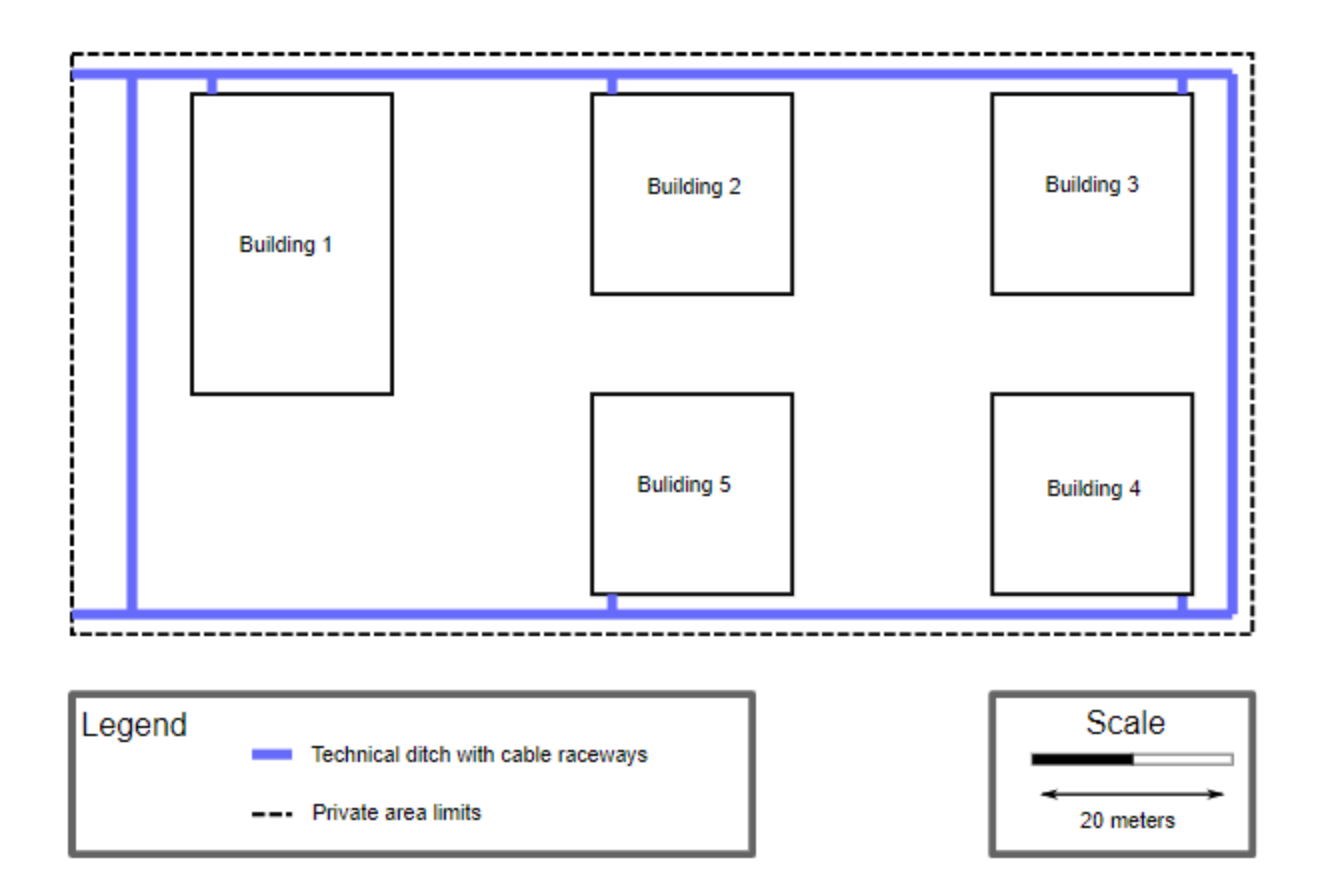 Building 2
Building 3
Building 1
Buliding 5
Building 4
Legend
Technical ditch with cable raceways
Private area limits
Scale
20 meters